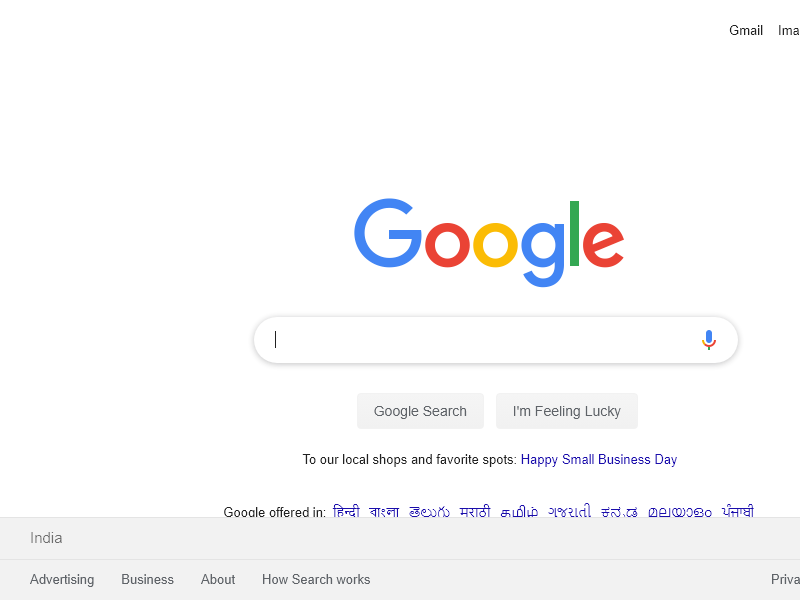 Gmail Ima
Google
Google Search I'm Feeling Lucky
To our local shops and favorite spots: Happy Small Business Day
Google offered in: हिन्दी বাংলা తెలుగు मराठी தமிழ் ગુજરાતી ಕನ್ನಡ മലയാളം ਪੰਜਾਬੀ
India
Advertising Business About How Search works Priva